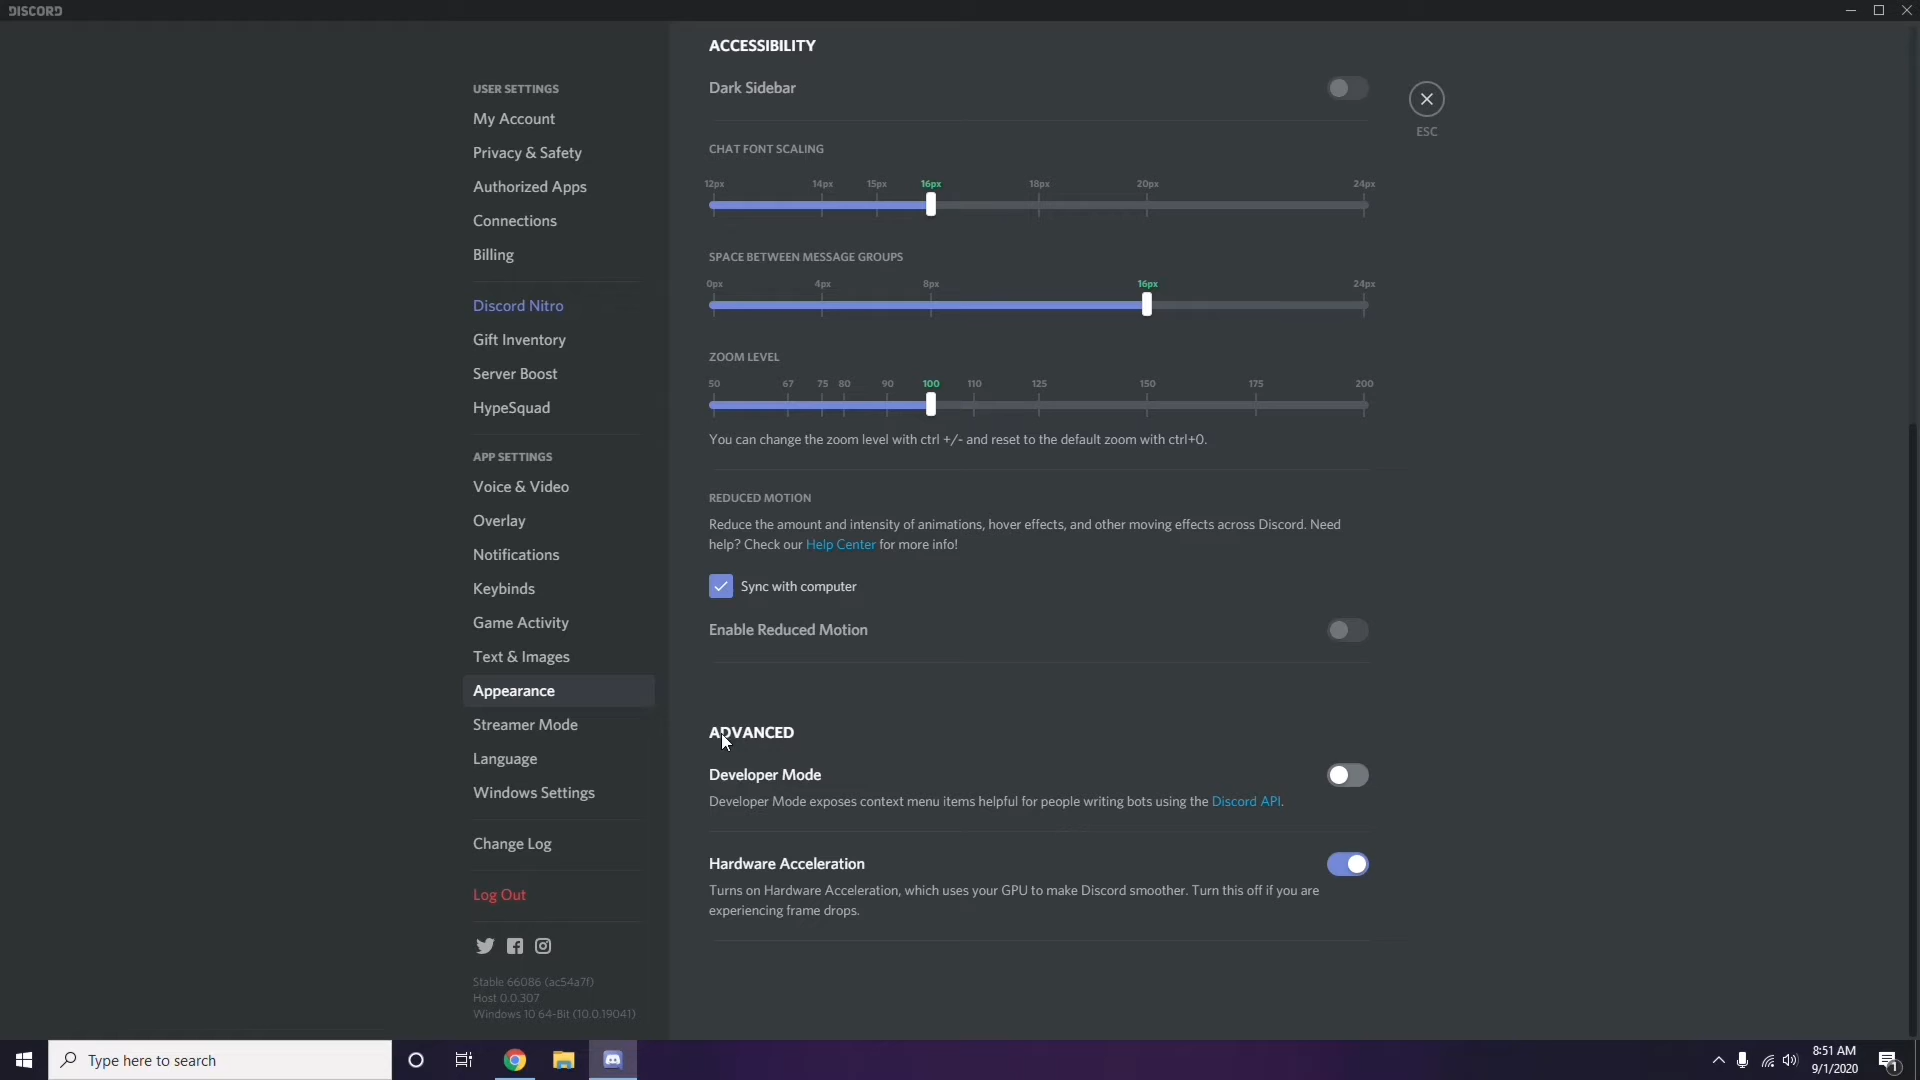 DISCORD
USER SETTINGS
My Account
Privacy & Safety
Authorized Apps
Connections
Billing
Discord Nitro
Gift Inventory
Server Boost
HypeSquad
APP SETTINGS
Voice & Video
Overlay
Notifications
Keybinds
Game Activity
Text & Images
Appearance
Streamer Mode
Language
Windows Settings
Change Log
Log Out
Stable 66086 (ac54a7f)
Host 0.0.307
Windows 10 64-Bit (10.0.19041)
ACCESSIBILITY
Dark Sidebar
CHAT FONT SCALING
12px 14px 15px 16px 18px 20px 24px
SPACE BETWEEN MESSAGE GROUPS
0px 4px 8px 16px 24px
ZOOM LEVEL
50 67 75 80 90 100 110 125 150 175 200
You can change the zoom level with ctrl +/- and reset to the default zoom with ctrl+0.
REDUCED MOTION
Reduce the amount and intensity of animations, hover effects, and other moving effects across Discord. Need
help? Check our Help Center for more info!
Sync with computer
Enable Reduced Motion
ADVANCED
Developer Mode
Developer Mode exposes context menu items helpful for people writing bots using the Discord API.
Hardware Acceleration
Turns on Hardware Acceleration, which uses your GPU to make Discord smoother. Turn this off if you are
experiencing frame drops.
ESC
Type here to search
8:51 AM
9/1/2020
1